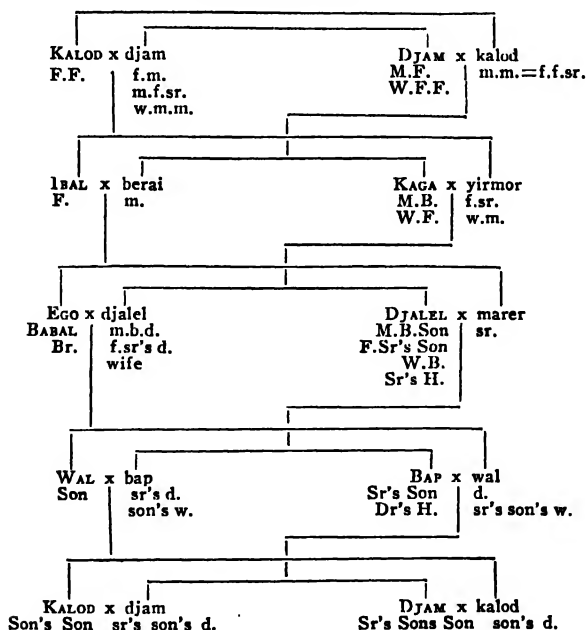 KALOD x djam DJAM x kalod
F.F. f.m. M.F. m.m.=f.f.sr.
m.f.sr. W.F.F.
w.m.m.
IBAL x berai KAGA x yirmor
F. m. M.B. f.sr.
W.F. w.m.
EGO x djalel DJALEL x marer
BABAL m.b.d. M.B.Son sr.
Br. f.sr's d. F.Sr's Son
wife W.B.
Sr's H.
WAL x bap BAP x wal
Son sr's d. Sr's Son d.
son's w. Dr's H. sr's son's w.
KALOD x djam DJAM x kalod
Son's Son sr's son's d. Sr's Sons Son son's d.